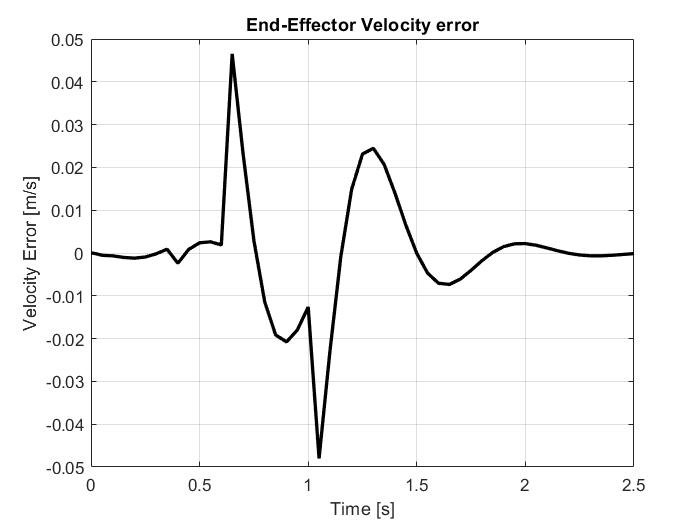 End-Effector Velocity error
0.05
0.04
0.03
0.02
0.01
0
-0.01
-0.02
-0.03
-0.04
-0.05
Velocity Error [m/s]
0 0.5 1 1.5 2 2.5
Time [s]